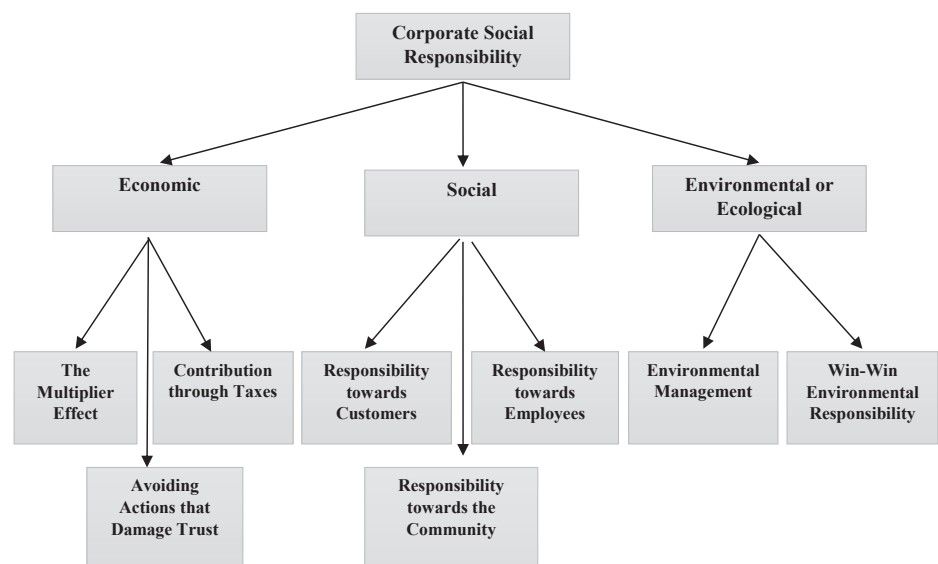 Corporate Social
Responsibility
Economic
Social
Environmental or
Ecological
The
Multiplier
Effect
Contribution
through Taxes
Responsibility
towards
Customers
Responsibility
towards
Employees
Environmental
Management
Win-Win
Environmental
Responsibility
Avoiding
Actions that
Damage Trust
Responsibility
towards the
Community